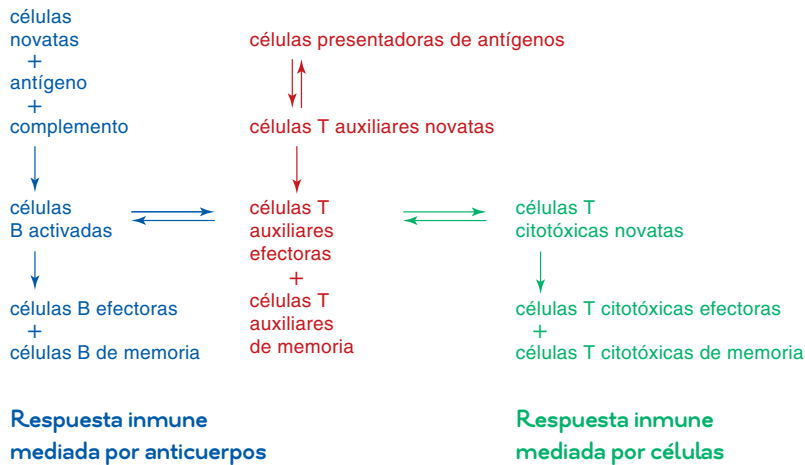 células
novatas
+
antígeno
+
complemento
células
B activadas
células B efectoras
+
células B de memoria
células presentadoras de antígenos
células T auxiliares novatas
células T
auxiliares
efectoras
+
células T
auxiliares
de memoria
células T
citotóxicas novatas
células T citotóxicas efectoras
+
células T citotóxicas de memoria
Respuesta inmune
mediada por anticuerpos
Respuesta inmune
mediada por células